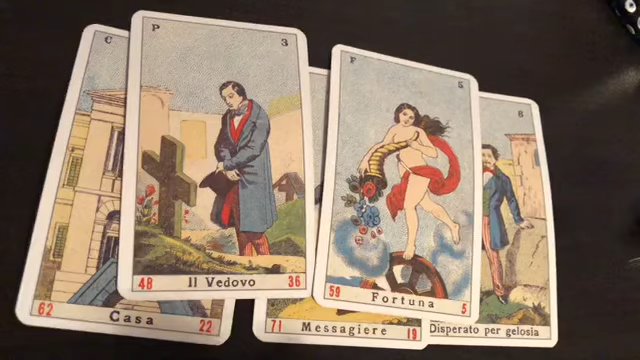 C
62 Casa 22
P 3
48 Il Vedovo 36
71 Messagiere 19
F 5
59 Fortuna 5
8
Disperato per gelosia